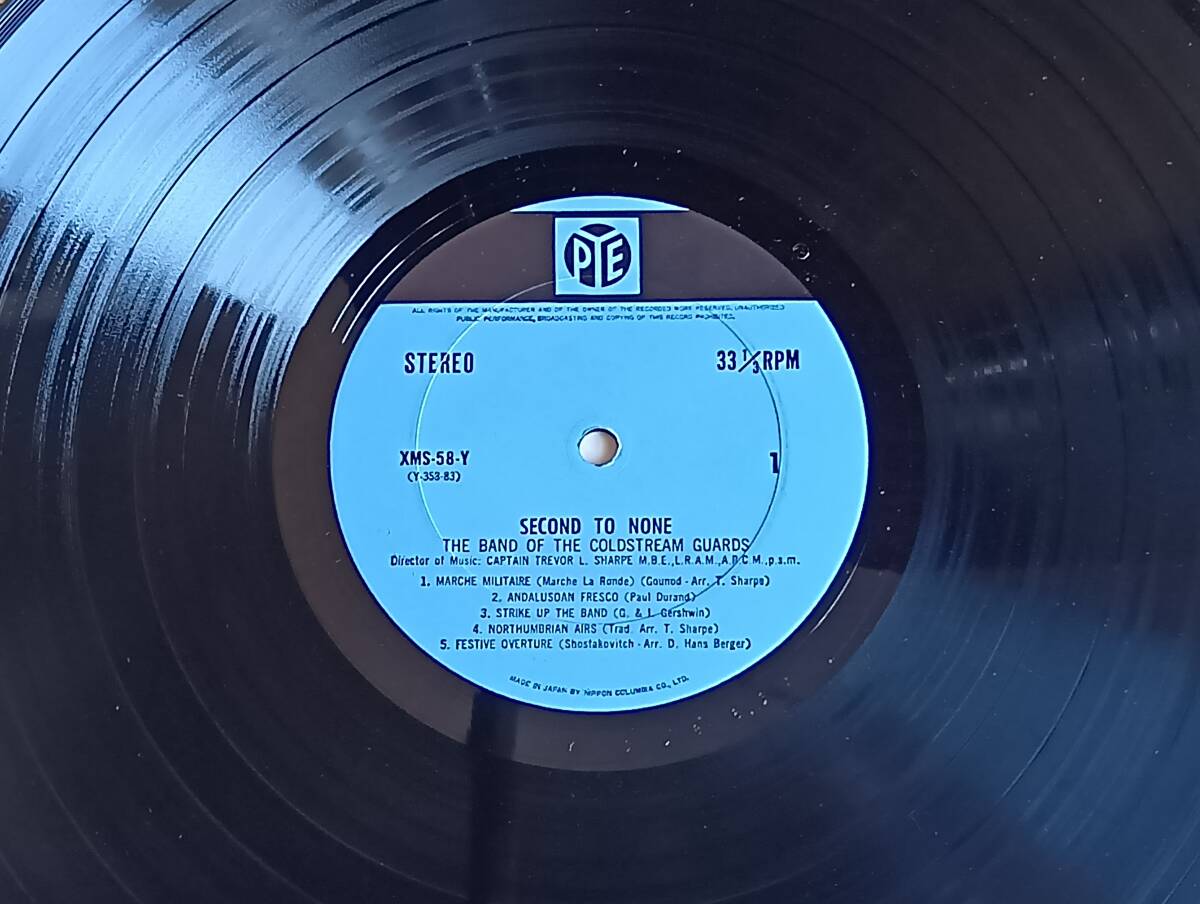 PYE
ALL RIGHTS OF THE MANUFACTURER AND OF THE OWNER OF THE RECORDED WORK RESERVED, UNAUTHORIZED
PUBLIC PERFORMANCE, BROADCASTING AND COPYING OF THIS RECORD PROHIBITED.
STEREO
33 1/3 RPM
XMS-58-Y
(Y-353-83)
1
SECOND TO NONE
THE BAND OF THE COLDSTREAM GUARDS
Director of Music: CAPTAIN TREVOR L. SHARPE M.B.E., L.R.A.M., A.R.C.M., p.s.m.
1. MARCHE MILITAIRE (Marche La Ronde) (Gounod - Arr. T. Sharpe)
2. ANDALUSOAN FRESCO (Paul Durand)
3. STRIKE UP THE BAND (G. & I. Gershwin)
4. NORTHUMBRIAN AIRS (Trad. Arr. T. Sharpe)
5. FESTIVE OVERTURE (Shostakovitch - Arr. D. Hans Berger)
MADE IN JAPAN BY NIPPON COLUMBIA CO., LTD.